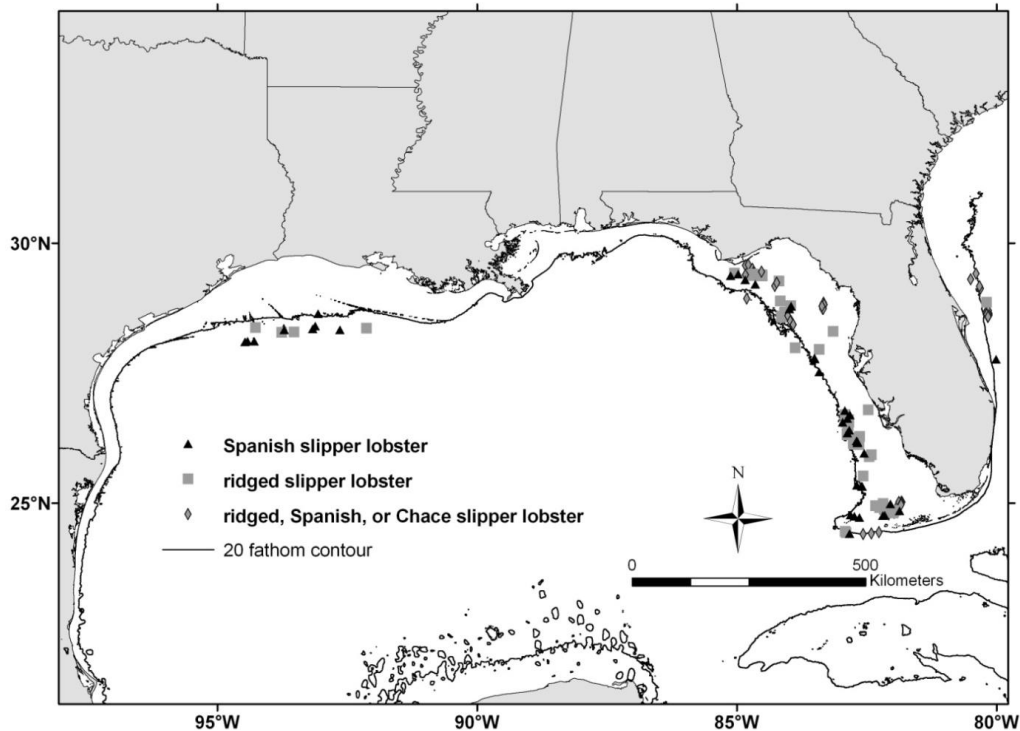 30°N
25°N
Spanish slipper lobster
ridged slipper lobster
ridged, Spanish, or Chace slipper lobster
20 fathom contour
N
0 500
Kilometers
95°W 90°W 85°W 80°W